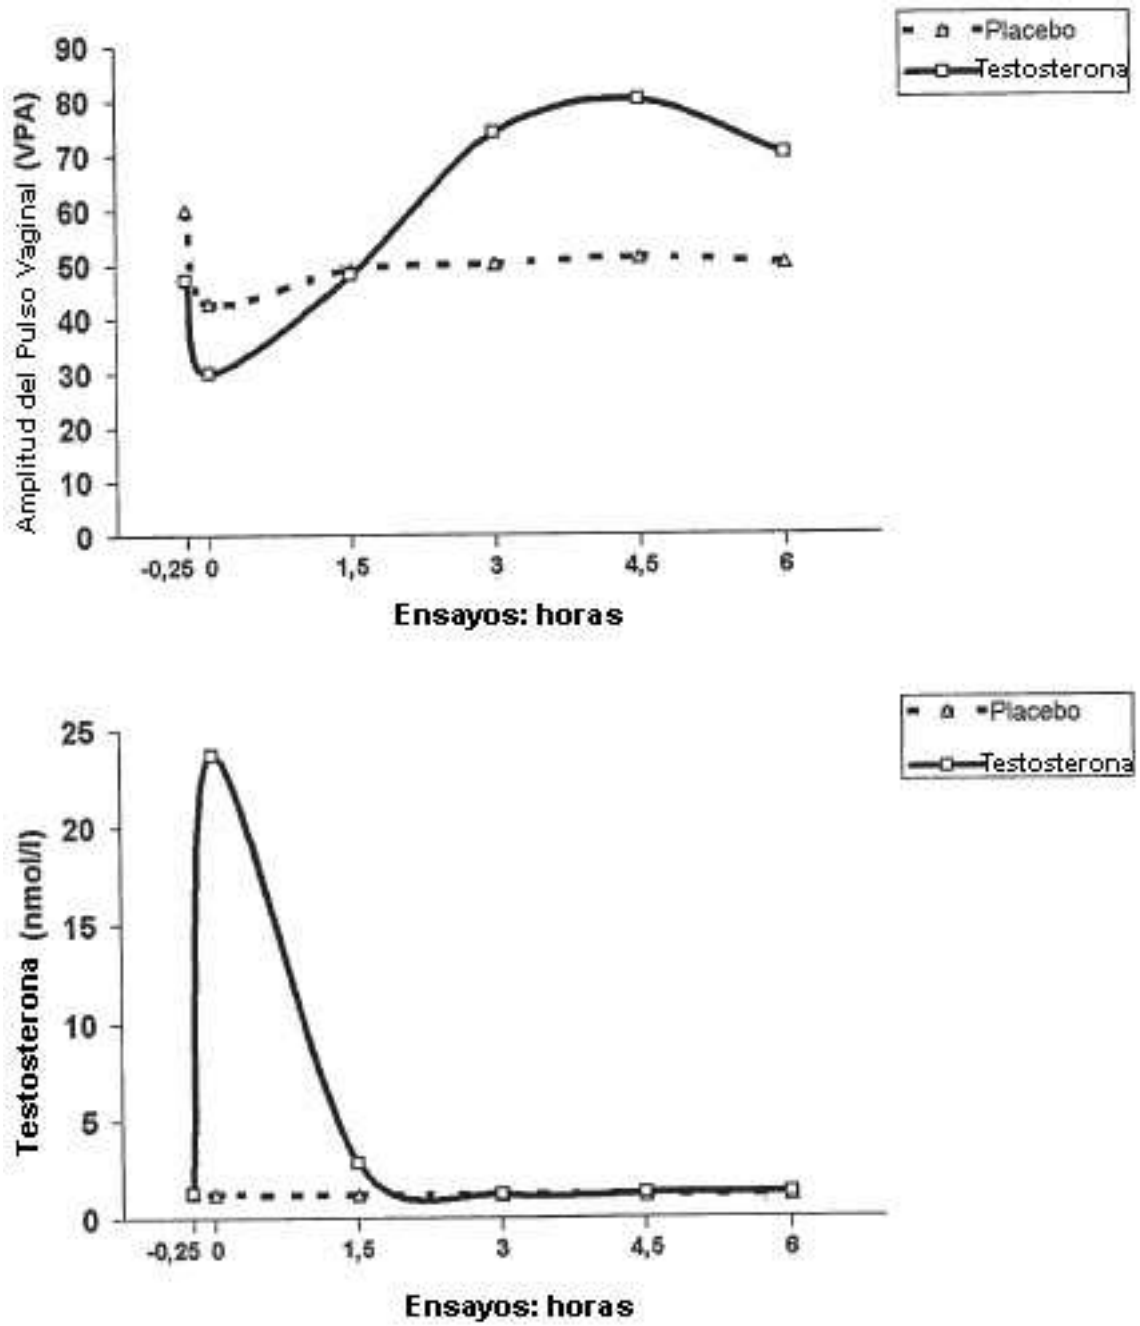 Placebo
Testosterona
Amplitud del Pulso Vaginal (VPA)
90
80
70
60
50
40
30
20
10
0
-0,25 0 1,5 3 4,5 6
Ensayos: horas
Placebo
Testosterona
Testosterona (nmol/l)
25
20
15
10
5
0
-0,25 0 1,5 3 4,5 6
Ensayos: horas